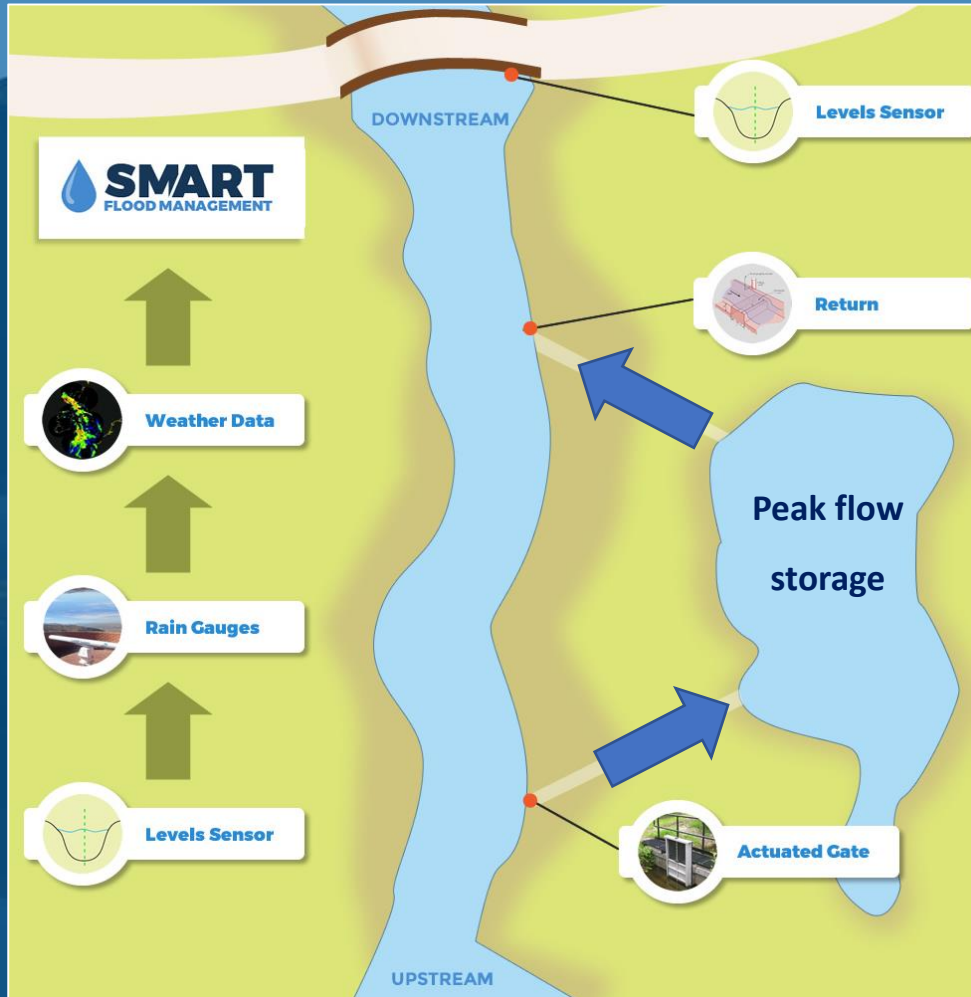 DOWNSTREAM
Levels Sensor
SMART
FLOOD MANAGEMENT
Return
Weather Data
Peak flow
storage
Rain Gauges
Levels Sensor
Actuated Gate
UPSTREAM